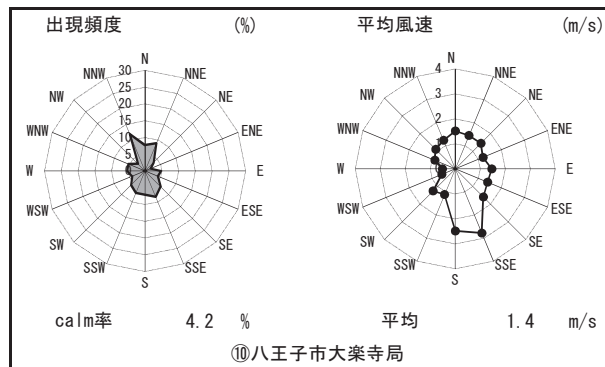 出現頻度 (%)
N
NNE
NE
ENE
E
ESE
SE
SSE
S
SSW
SW
WSW
W
WNW
NW
NNW
30
25
20
15
10
5
0
calm率 4.2 %
平均風速 (m/s)
N
NNE
NE
ENE
E
ESE
SE
SSE
S
SSW
SW
WSW
W
WNW
NW
NNW
4
3
2
平均 1.4 m/s
⑩八王子市大楽寺局